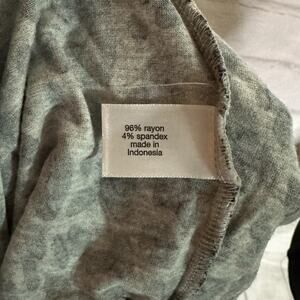 96% rayon
4% spandex
made in
Indonesia